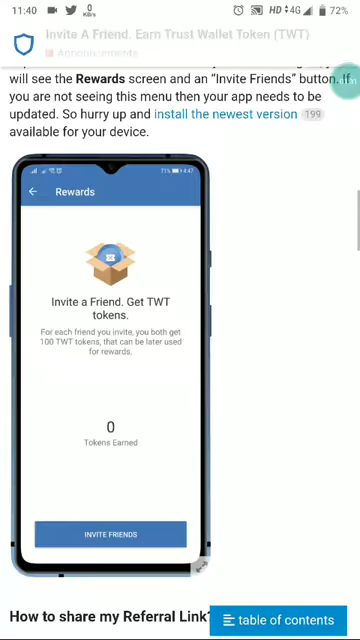 11:40
0
KB/s
HD 4G
72%
Invite A Friend. Earn Trust Wallet Token (TWT)
Announcements
will see the Rewards screen and an “Invite Friends” button. If
you are not seeing this menu then your app needs to be
updated. So hurry up and install the newest version 199
available for your device.
71% 4:47
Rewards
Invite a Friend. Get TWT
tokens.
For each friend you invite, you both get
100 TWT tokens, that can be later used
for rewards.
0
Tokens Earned
INVITE FRIENDS
How to share my Referral Link?
table of contents